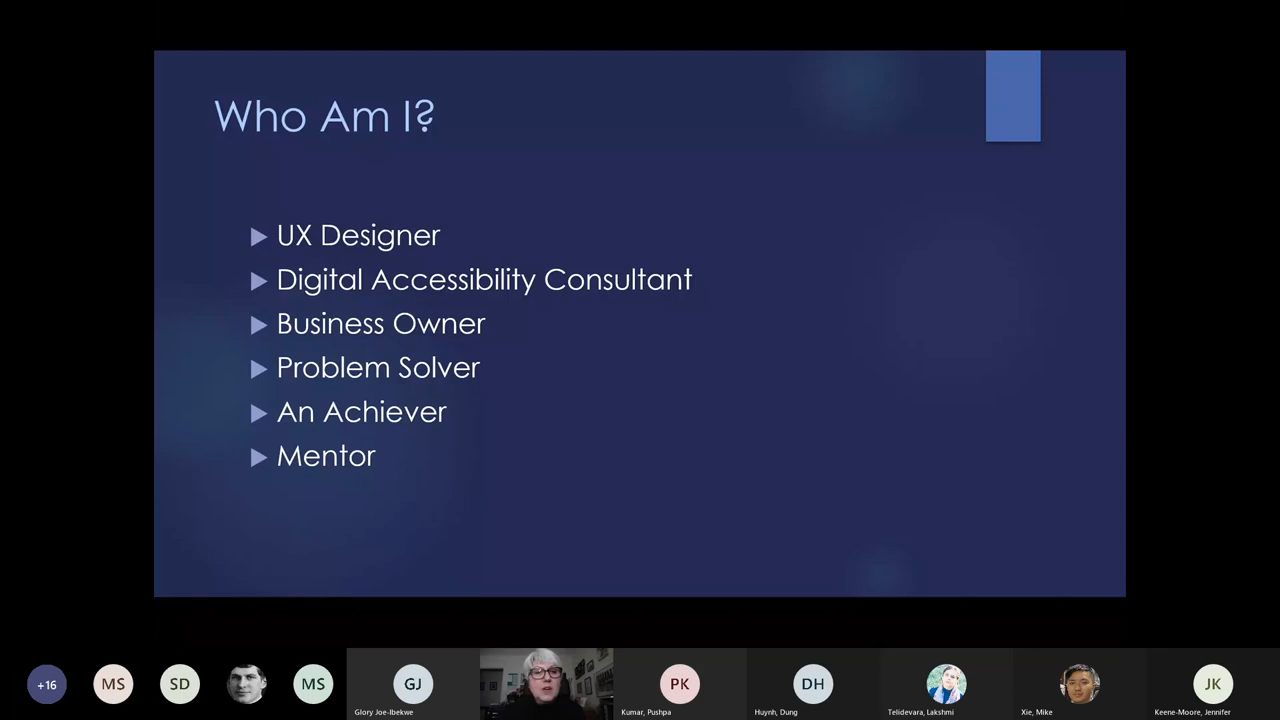 Who Am I?
UX Designer
Digital Accessibility Consultant
Business Owner
Problem Solver
An Achiever
Mentor
+16
MS
SD
MS
GJ
PK
DH
JK
Glory Joe-Ibekwe
Kumar, Pushpa
Huynh, Dung
Telidevara, Lakshmi
Xie, Mike
Keene-Moore, Jennifer